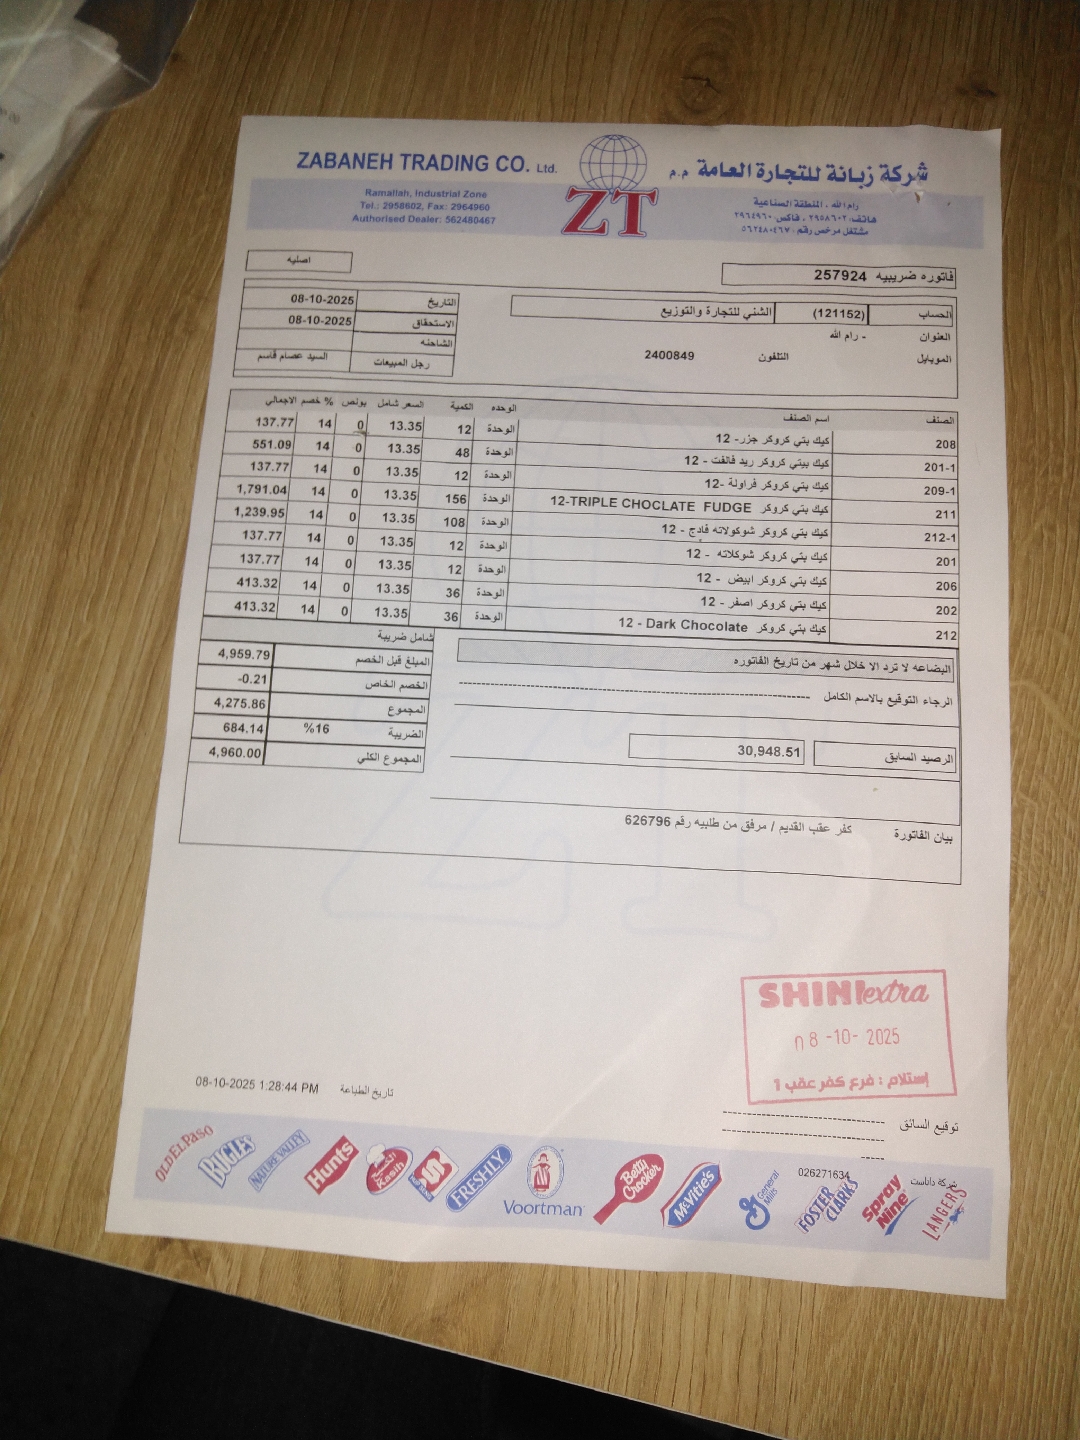 ZABANEH TRADING CO. Ltd.
Ramallah, Industrial Zone
Tel.: 2958602, Fax: 2964960
Authorised Dealer: 562480467
ZT
شركة زبانة للتجارة العامة م.م
رام الله . المنطقة الصناعية
هاتف: ٢٩٥٨٦٠٢ ، فاكس: ٢٩٦٤٩٦٠
مشتغل مرخص رقم: ٥٦٢٤٨٠٤٦٧
اصليه
فاتوره ضريبيه 257924
الحساب (121152) الشني للتجارة والتوزيع
العنوان - رام الله
الموبايل التلفون 2400849
التاريخ 08-10-2025
الاستحقاق 08-10-2025
الشاحنه
رجل المبيعات السيد عصام قاسم
الصنف اسم الصنف الوحده الكمية السعر شامل بونص % خصم الاجمالي
208 كيك بتي كروكر جزر- 12 الوحدة 12 13.35 0 14 137.77
201-1 كيك بيتي كروكر ريد فالفت - 12 الوحدة 48 13.35 0 14 551.09
209-1 كيك بتي كروكر فراولة -12 الوحدة 12 13.35 0 14 137.77
211 كيك بتي كروكر 12-TRIPLE CHOCLATE FUDGE الوحدة 156 13.35 0 14 1,791.04
212-1 كيك بتي كروكر شوكولاته فادج - 12 الوحدة 108 13.35 0 14 1,239.95
201 كيك بتي كروكر شوكلاته - 12 الوحدة 12 13.35 0 14 137.77
206 كيك بتي كروكر ابيض - 12 الوحدة 12 13.35 0 14 137.77
202 كيك بتي كروكر اصفر - 12 الوحدة 36 13.35 0 14 413.32
212 كيك بتي كروكر 12 - Dark Chocolate الوحدة 36 13.35 0 14 413.32
شامل ضريبة
المبلغ قبل الخصم 4,959.79
الخصم الخاص -0.21
المجموع 4,275.86
الضريبة %16 684.14
المجموع الكلي 4,960.00
البضاعه لا ترد الا خلال شهر من تاريخ الفاتوره
الرجاء التوقيع بالاسم الكامل
الرصيد السابق 30,948.51
بيان الفاتورة كفر عقب القديم / مرفق من طلبيه رقم 626796
SHINI extra
08-10-2025
إستلام : فرع كفر عقب 1
تاريخ الطباعة 08-10-2025 1:28:44 PM
توقيع السائق
شركة داتاست 026271634
OLD EL PASO
BUGLES
NATURE VALLEY
Hunts
Kasih
FRESHLY
Voortman
Betty Crocker
McVitie's
General Mills
FOSTER CLARK'S
Spray Nine
LANGERS